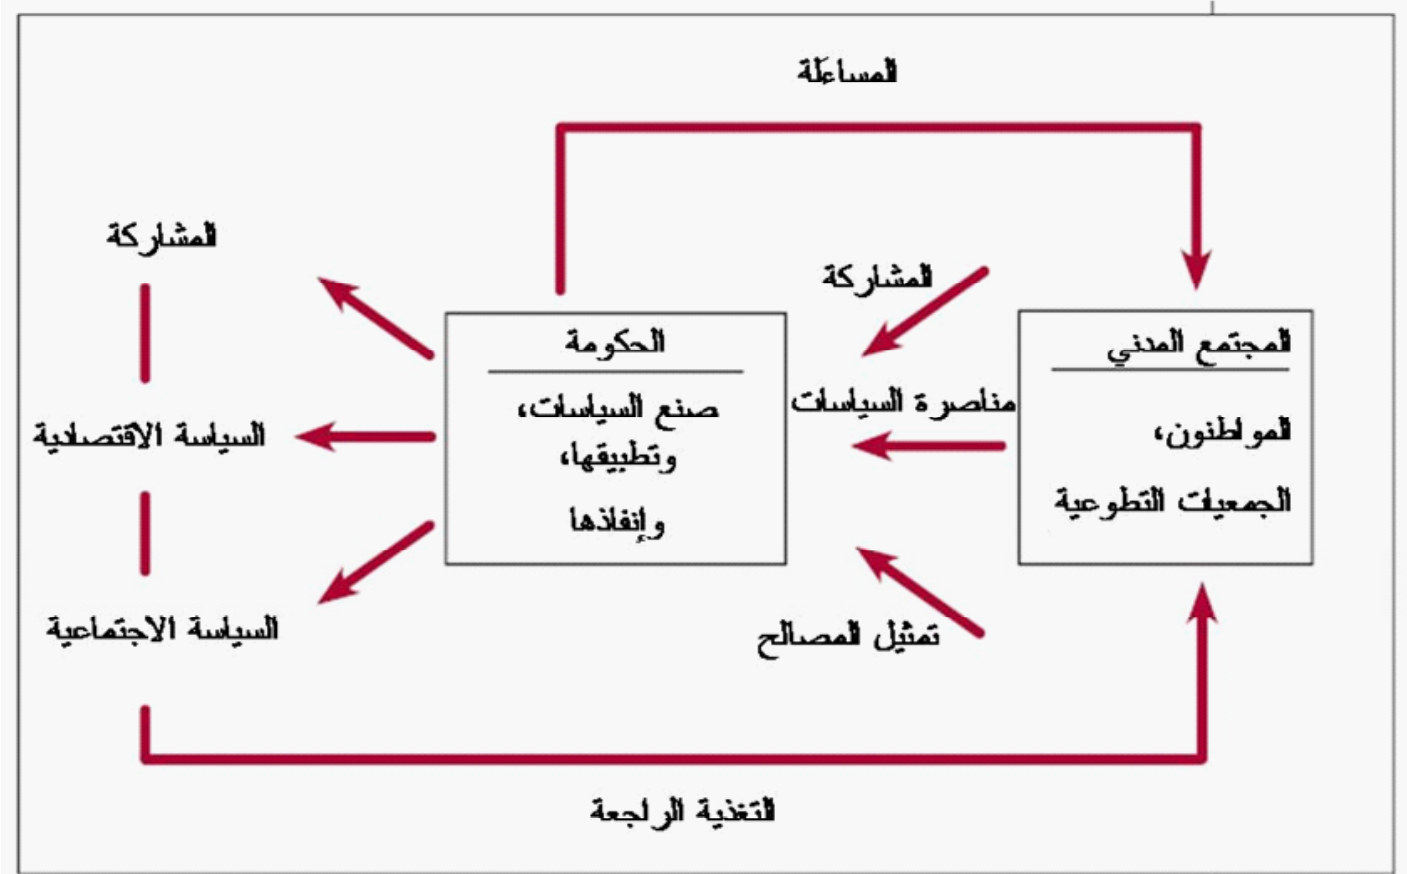 المساءلة
المشاركة
المشاركة
الحكومة
المجتمع المدني
صنع السياسات،
مناصرة السياسات
المواطنون،
السياسة الاقتصادية
وتطبيقها،
الجمعيات التطوعية
وإنفاذها
السياسة الاجتماعية
تمثيل المصالح
التغذية الراجعة